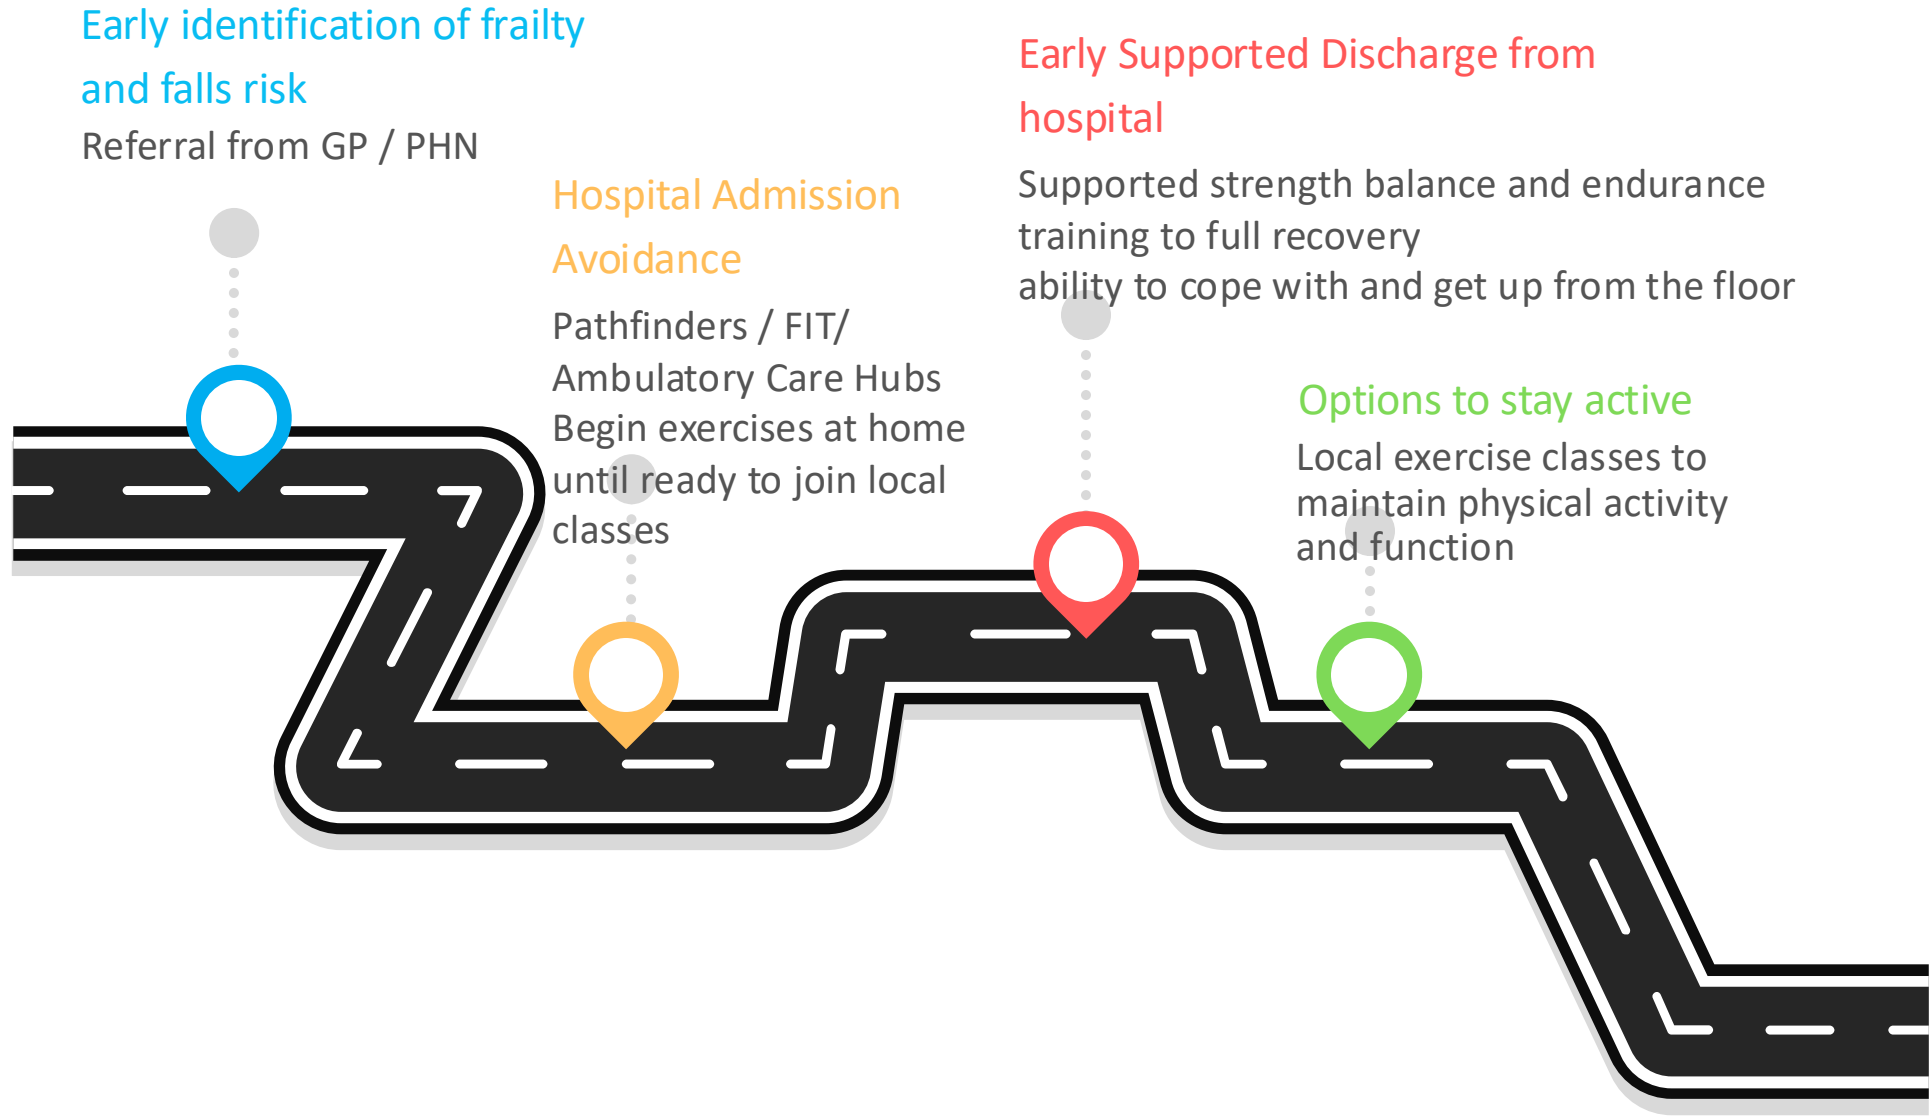 Early identification of frailty
and falls risk
Referral from GP / PHN
Hospital Admission
Avoidance
Pathfinders / FIT/
Ambulatory Care Hubs
Begin exercises at home
until ready to join local
classes
Early Supported Discharge from
hospital
Supported strength balance and endurance
training to full recovery
ability to cope with and get up from the floor
Options to stay active
Local exercise classes to
maintain physical activity
and function